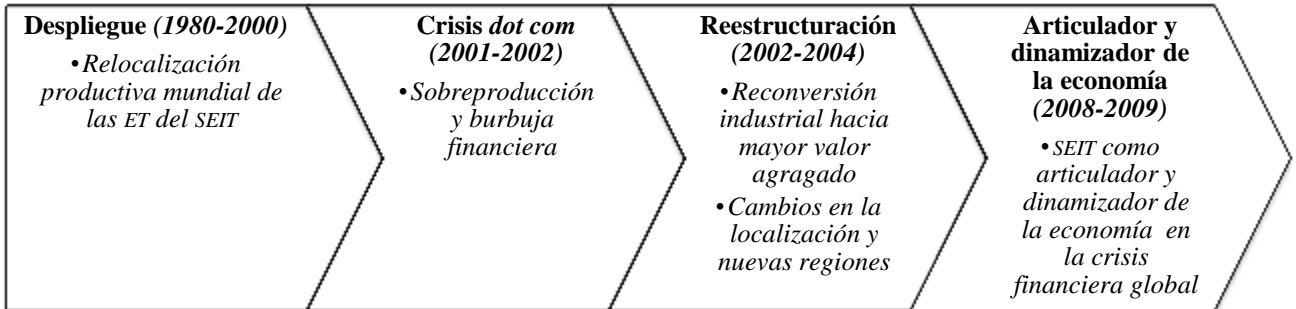 Despliegue (1980-2000)
•Relocalización
productiva mundial de
las ET del SEIT
Crisis dot com
(2001-2002)
•Sobreproducción
y burbuja
financiera
Reestructuración
(2002-2004)
•Reconversión
industrial hacia
mayor valor
agragado
•Cambios en la
localización y
nuevas regiones
Articulador y
dinamizador de
la economía
(2008-2009)
•SEIT como
articulador y
dinamizador de
la economía en
la crisis
financiera global